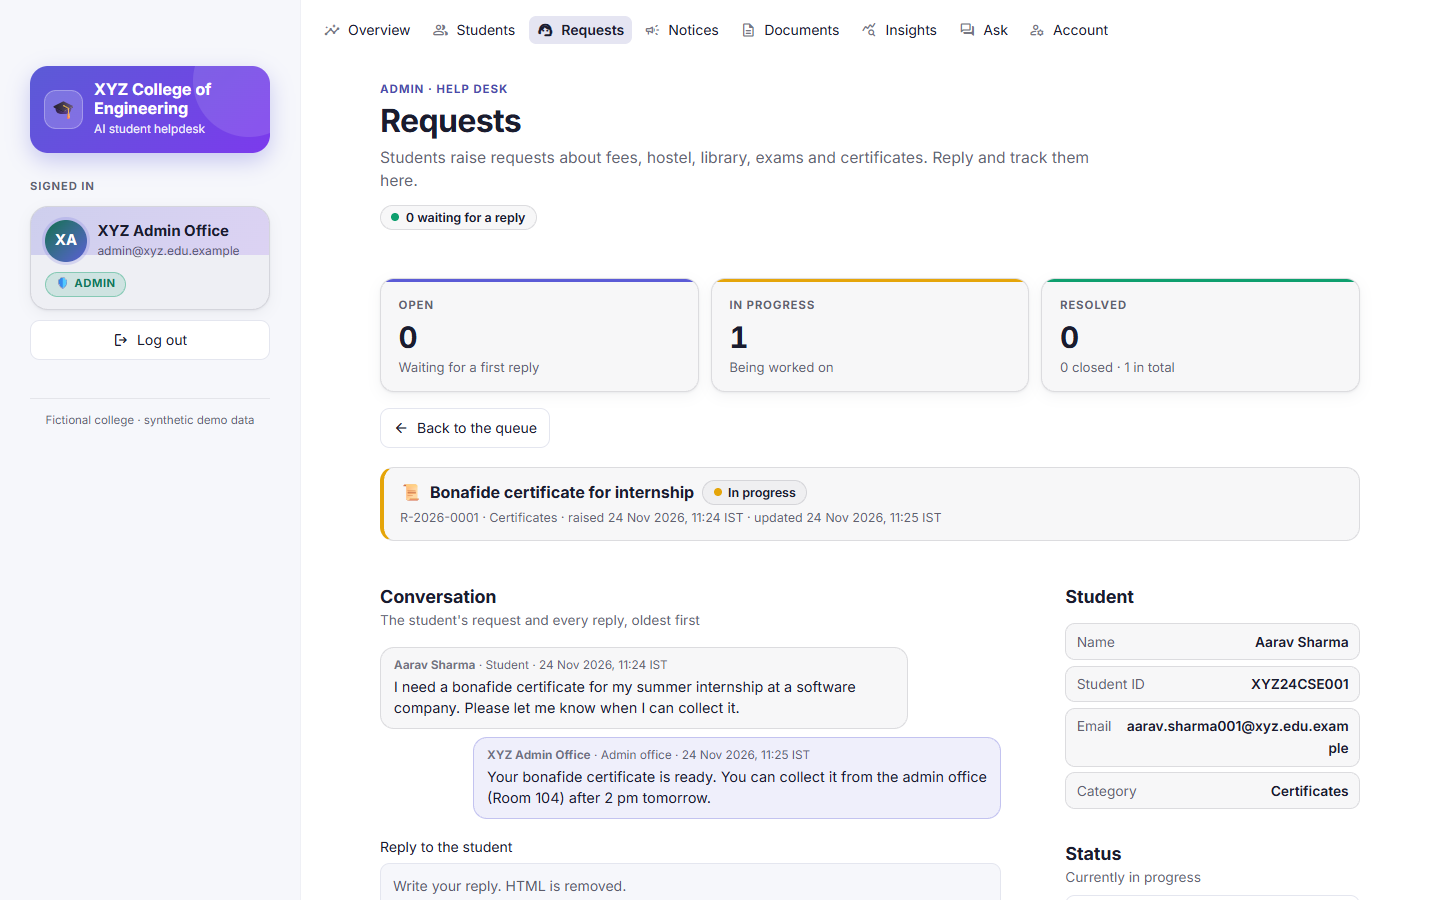 Overview
Students
Requests
Notices
Documents
Insights
Ask
Account
XYZ College of
Engineering
AI student helpdesk
SIGNED IN
XA
XYZ Admin Office
admin@xyz.edu.example
ADMIN
Log out
Fictional college · synthetic demo data
ADMIN · HELP DESK
Requests
Students raise requests about fees, hostel, library, exams and certificates. Reply and track them
here.
0 waiting for a reply
OPEN
0
Waiting for a first reply
IN PROGRESS
1
Being worked on
RESOLVED
0
0 closed · 1 in total
Back to the queue
Bonafide certificate for internship
In progress
R-2026-0001 · Certificates · raised 24 Nov 2026, 11:24 IST · updated 24 Nov 2026, 11:25 IST
Conversation
The student's request and every reply, oldest first
Aarav Sharma · Student · 24 Nov 2026, 11:24 IST
I need a bonafide certificate for my summer internship at a software
company. Please let me know when I can collect it.
XYZ Admin Office · Admin office · 24 Nov 2026, 11:25 IST
Your bonafide certificate is ready. You can collect it from the admin office
(Room 104) after 2 pm tomorrow.
Reply to the student
Write your reply. HTML is removed.
Student
Name
Aarav Sharma
Student ID
XYZ24CSE001
Email
aarav.sharma001@xyz.edu.exam
ple
Category
Certificates
Status
Currently in progress